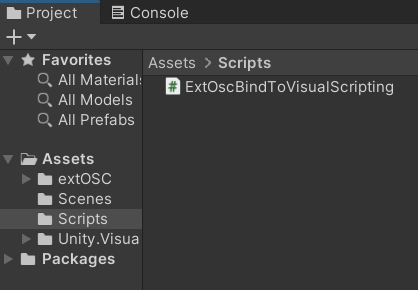 Project Console
Favorites
All Materials
All Models
All Prefabs
Assets
extOSC
Scenes
Scripts
Unity.Visua
Packages
Assets > Scripts
ExtOscBindToVisualScripting